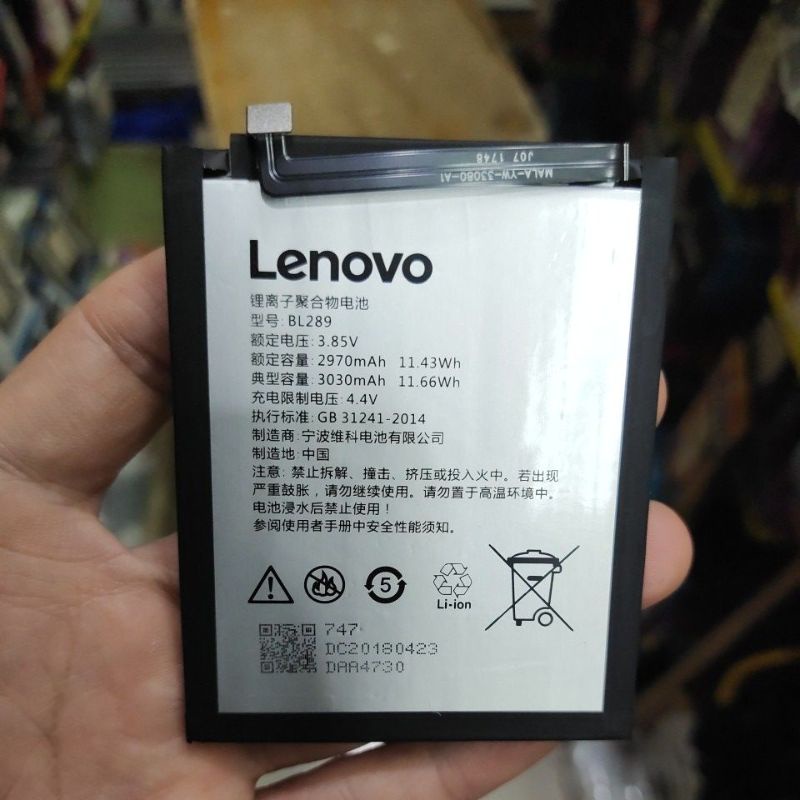 J07 1748
MALA-YW-33080-A1
Lenovo
锂离子聚合物电池
型号: BL289
额定电压: 3.85V
额定容量: 2970mAh 11.43Wh
典型容量: 3030mAh 11.66Wh
充电限制电压: 4.4V
执行标准: GB 31241-2014
制造商: 宁波维科电池有限公司
制造地: 中国
注意: 禁止拆解、撞击、挤压或投入火中。若出现
严重鼓胀，请勿继续使用。请勿置于高温环境中。
电池浸水后禁止使用！
参阅使用者手册中安全性能须知。
5
Li-ion
747
DC20180423
DAA4730